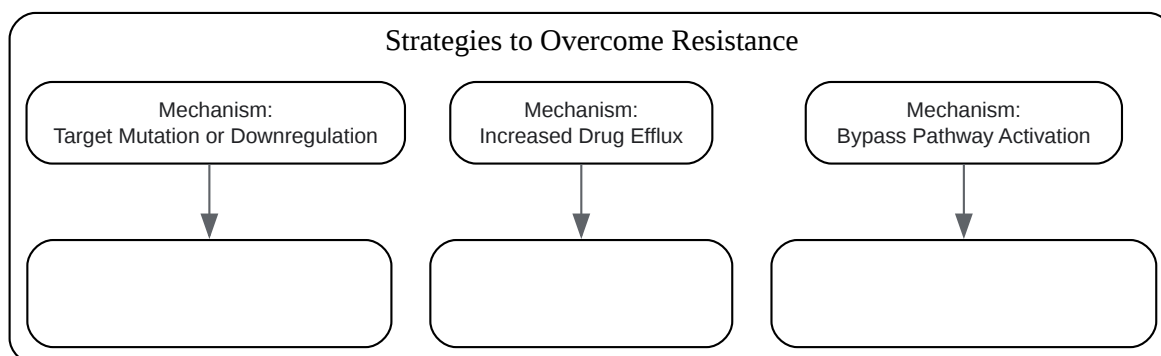 Strategies to Overcome Resistance
Mechanism:
Target Mutation or Downregulation
Mechanism:
Increased Drug Efflux
Mechanism:
Bypass Pathway Activation